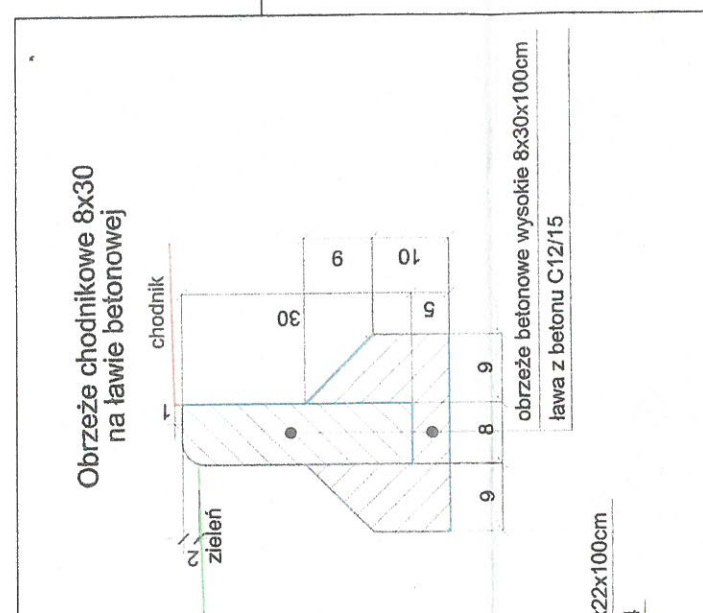 Obrzeże chodnikowe 8x30
na ławie betonowej
chodnik
1
2
zieleń
30
5
9
10
9
8
9
obrzeże betonowe wysokie 8x30x100cm
ława z betonu C12/15
x22x100cm